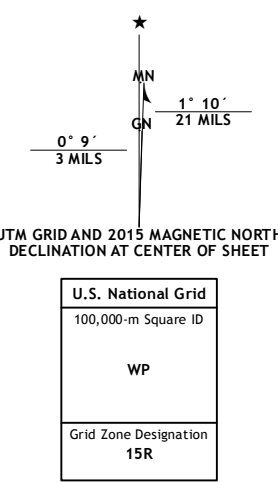 ★
MN
1° 10´
21 MILS
GN
0° 9´
3 MILS
UTM GRID AND 2015 MAGNETIC NORTH
DECLINATION AT CENTER OF SHEET
U.S. National Grid
100,000-m Square ID
WP
Grid Zone Designation
15R